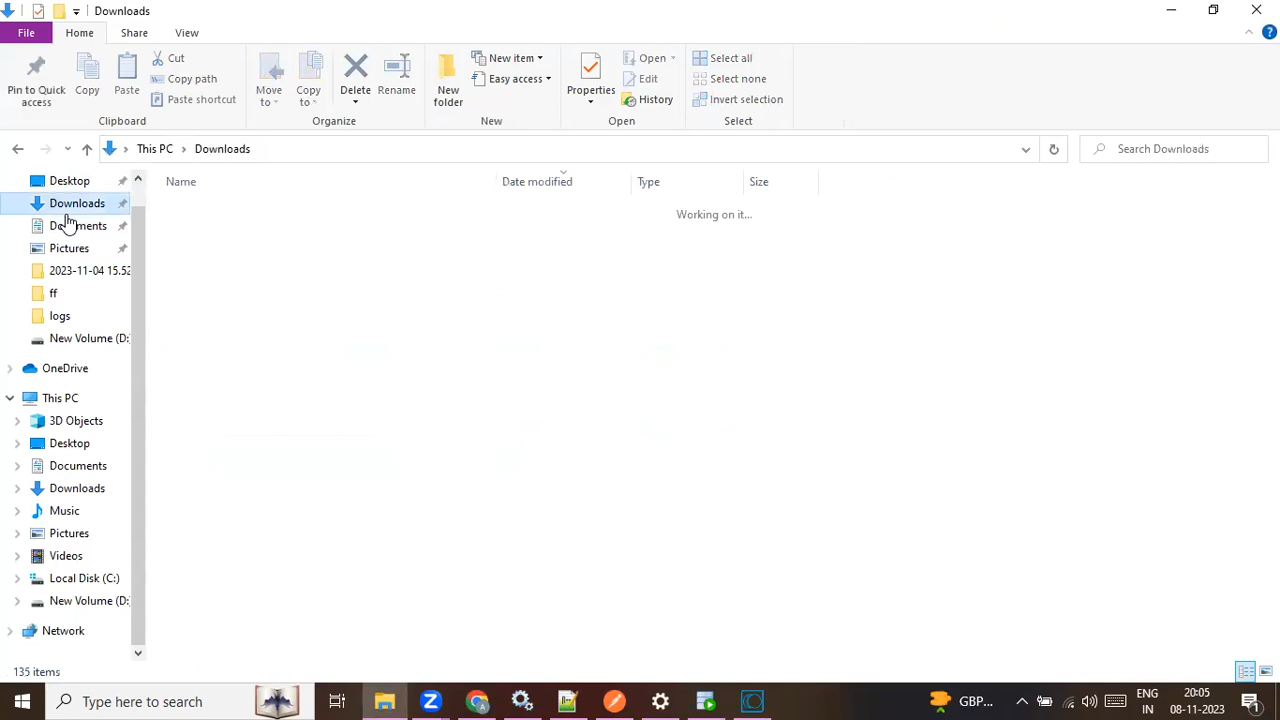 Downloads
File Home Share View
Pin to Quick access
Copy
Paste
Cut
Copy path
Paste shortcut
Clipboard
Move to
Copy to
Delete
Rename
Organize
New folder
New item
Easy access
New
Properties
Open
Edit
History
Open
Select all
Select none
Invert selection
Select
This PC Downloads
Search Downloads
Name Date modified Type Size
Working on it...
Desktop
Downloads
Documents
Pictures
2023-11-04 15.52
ff
logs
New Volume (D:)
OneDrive
This PC
3D Objects
Desktop
Documents
Downloads
Music
Pictures
Videos
Local Disk (C:)
New Volume (D:)
Network
135 items
Type here to search
GBP...
ENG
IN
20:05
08-11-2023
1